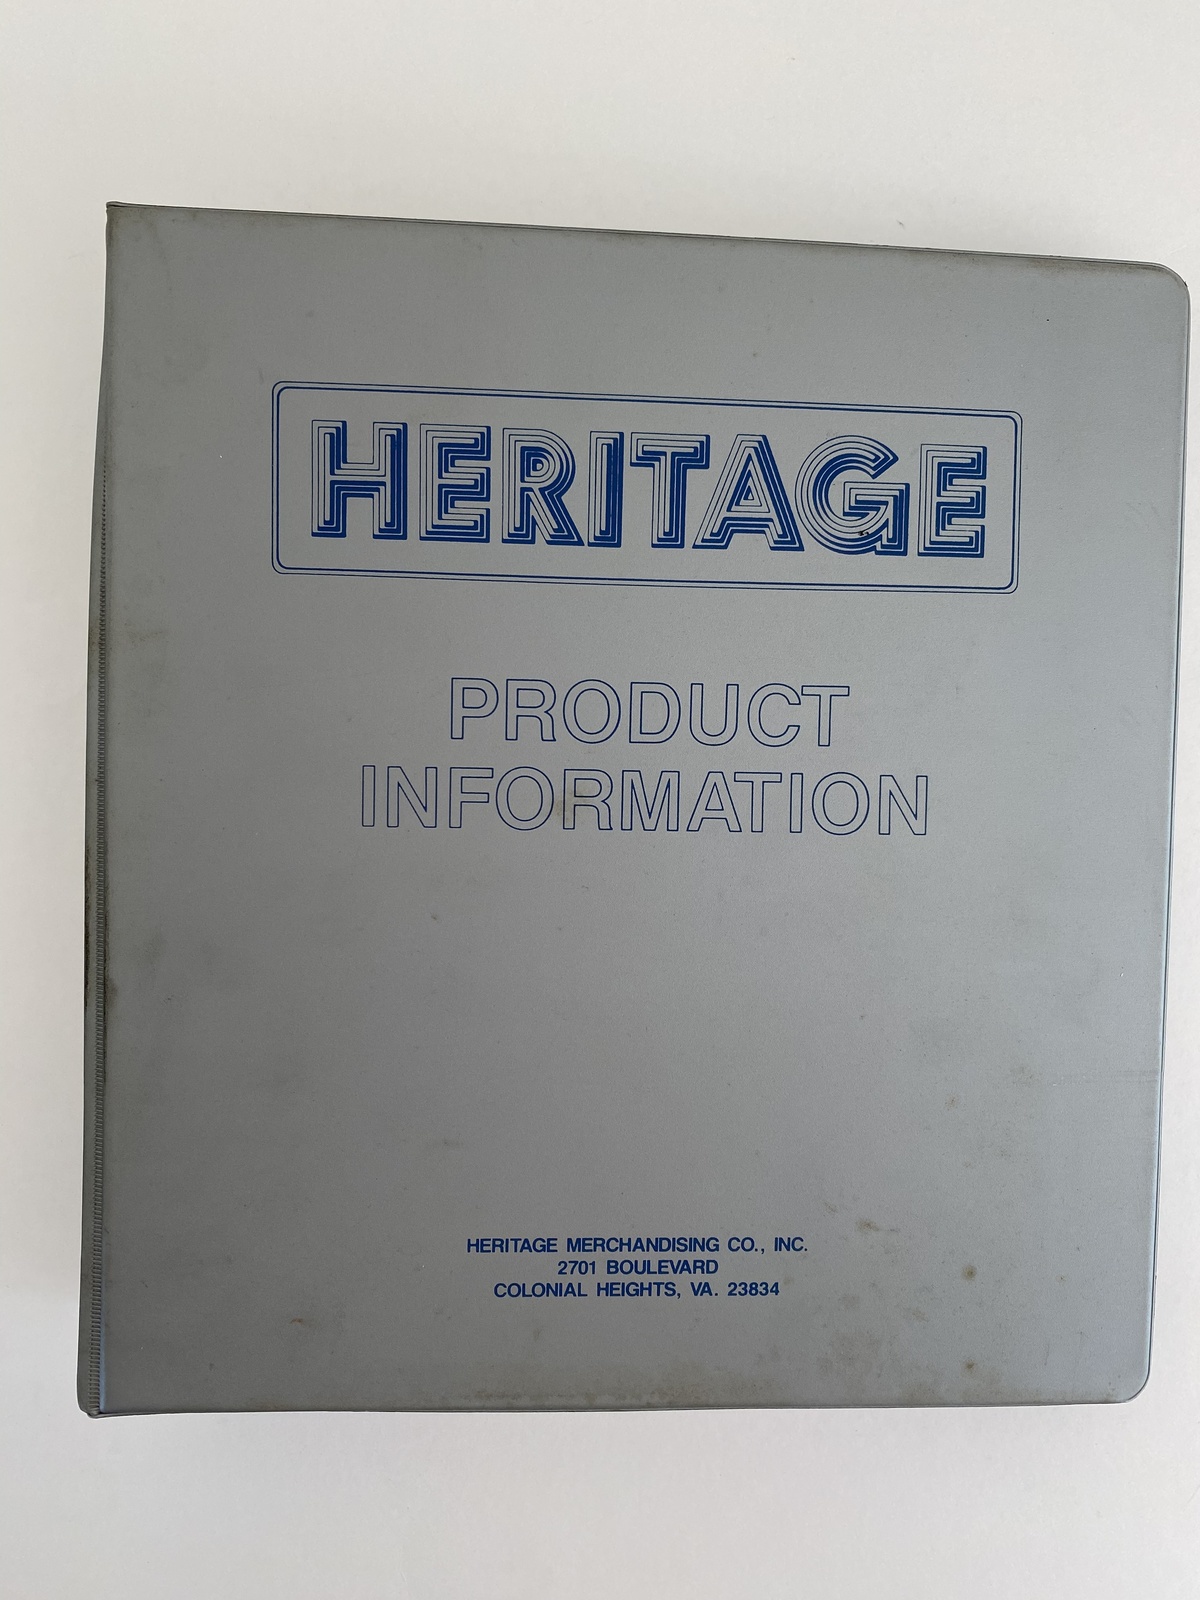 HERITAGE
PRODUCT
INFORMATION
HERITAGE MERCHANDISING CO., INC.
2701 BOULEVARD
COLONIAL HEIGHTS, VA. 23834